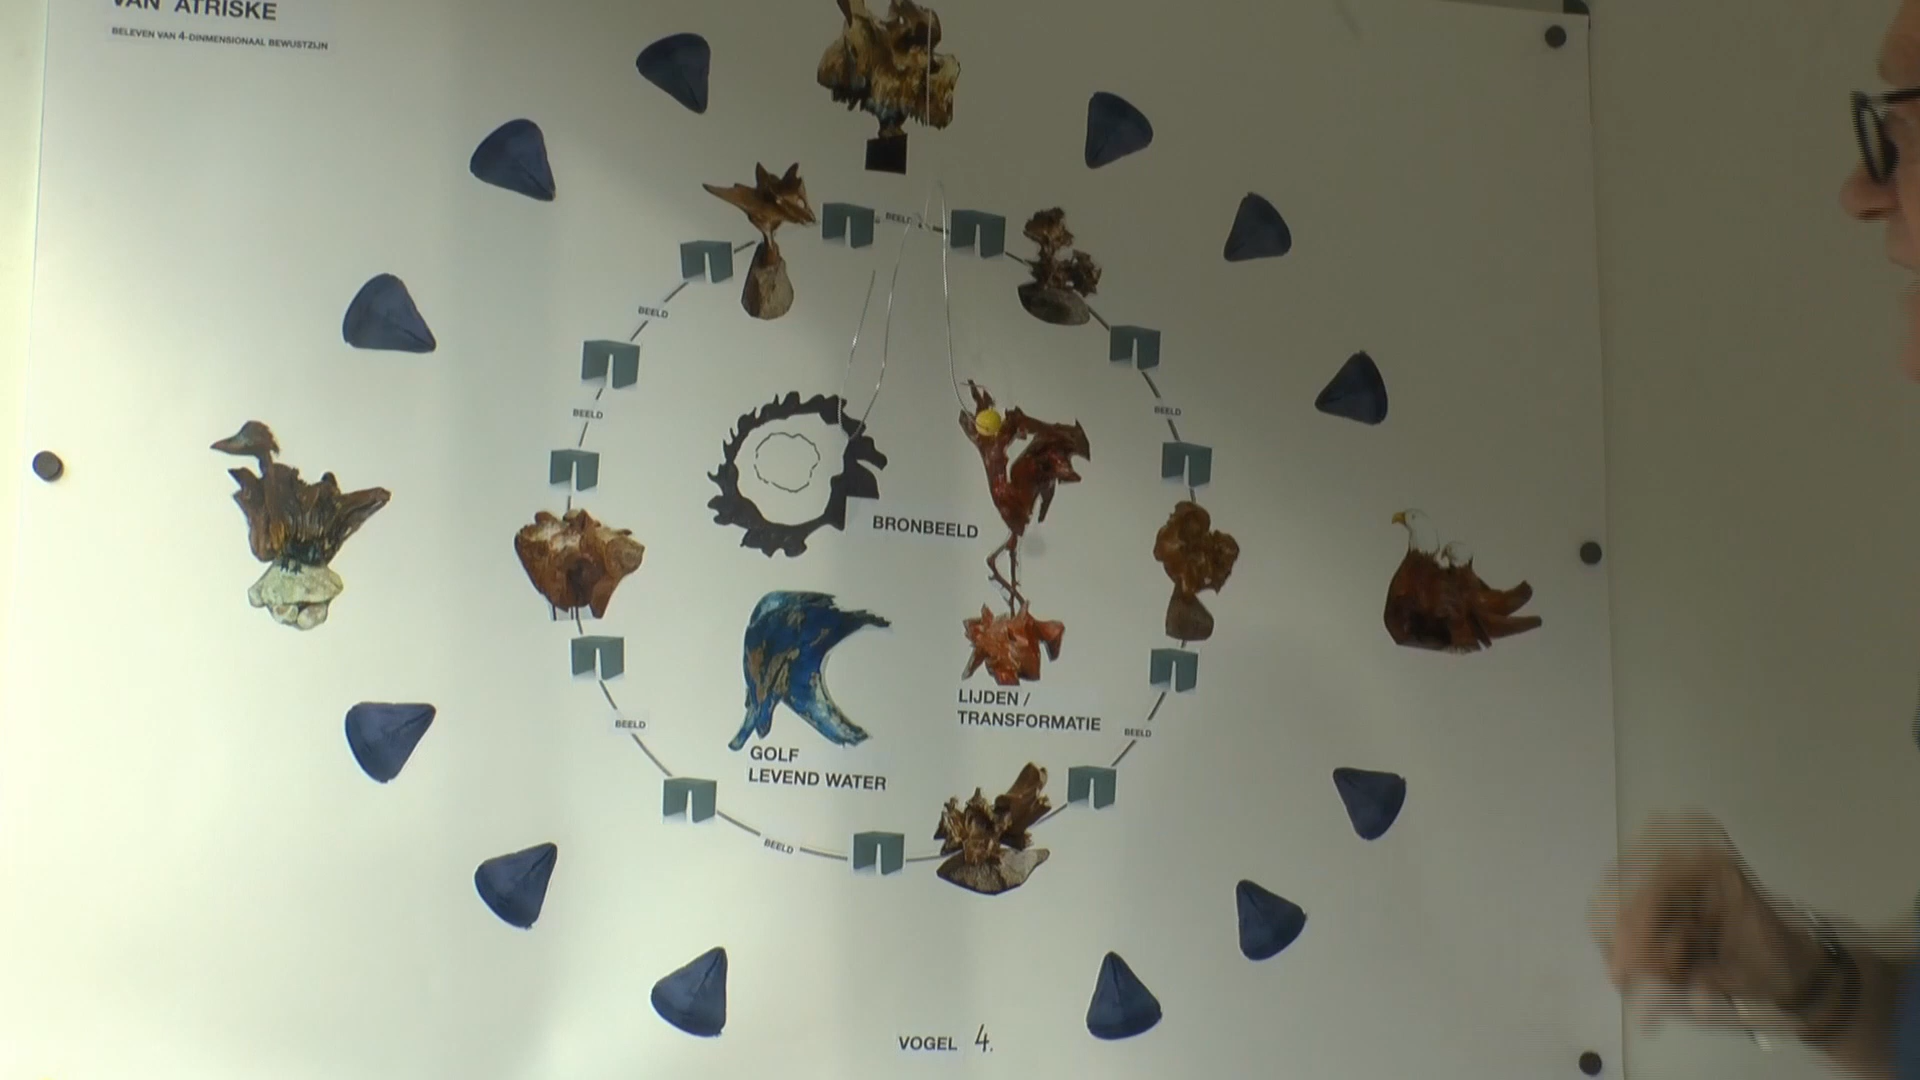 VAN ATRISKE
BELEVEN VAN 4-DINMENSIONAAL BEWUSTZIJN
BEELD
BEELD
BEELD
BEELD
BRONBEELD
LIJDEN /
TRANSFORMATIE
BEELD
BEELD
GOLF
LEVEND WATER
BEELD
VOGEL 4.